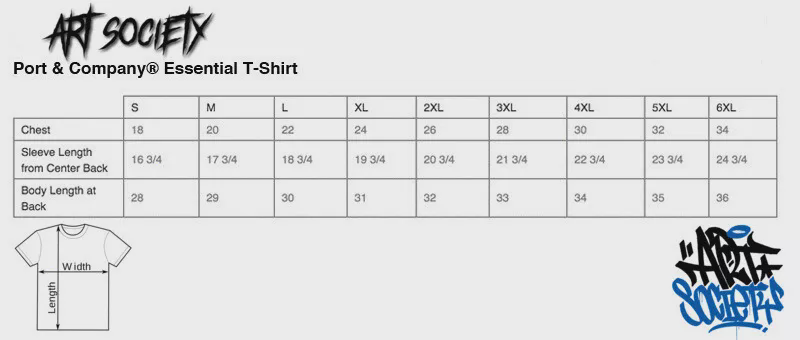 ART SOCIETY
Port & Company® Essential T-Shirt
S M L XL 2XL 3XL 4XL 5XL 6XL
Chest 18 20 22 24 26 28 30 32 34
Sleeve Length
from Center Back 16 3/4 17 3/4 18 3/4 19 3/4 20 3/4 21 3/4 22 3/4 23 3/4 24 3/4
Body Length at
Back 28 29 30 31 32 33 34 35 36
Width
Length
"ART
SOCIETY